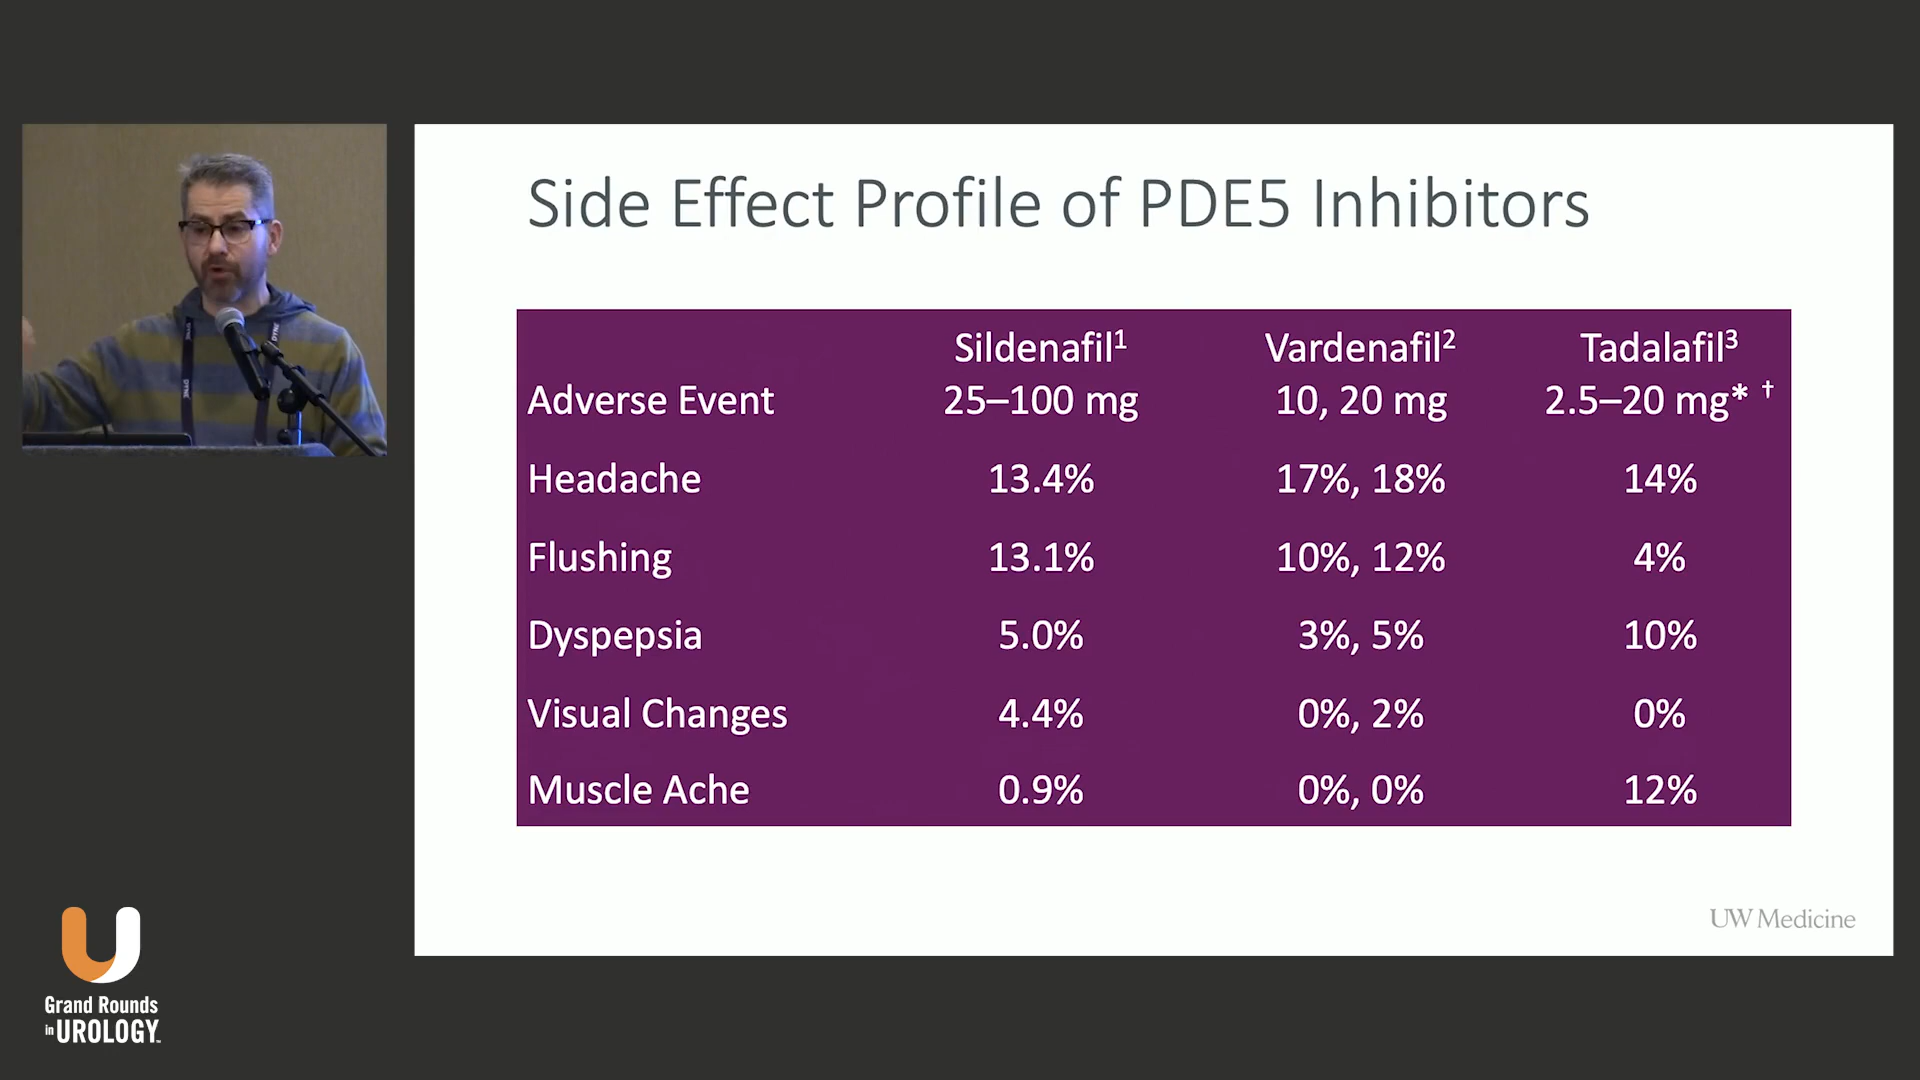 Side Effect Profile of PDE5 Inhibitors
Sildenafil¹ Vardenafil² Tadalafil³
Adverse Event 25–100 mg 10, 20 mg 2.5–20 mg* †
Headache 13.4% 17%, 18% 14%
Flushing 13.1% 10%, 12% 4%
Dyspepsia 5.0% 3%, 5% 10%
Visual Changes 4.4% 0%, 2% 0%
Muscle Ache 0.9% 0%, 0% 12%
UW Medicine
Grand Rounds
in UROLOGY™